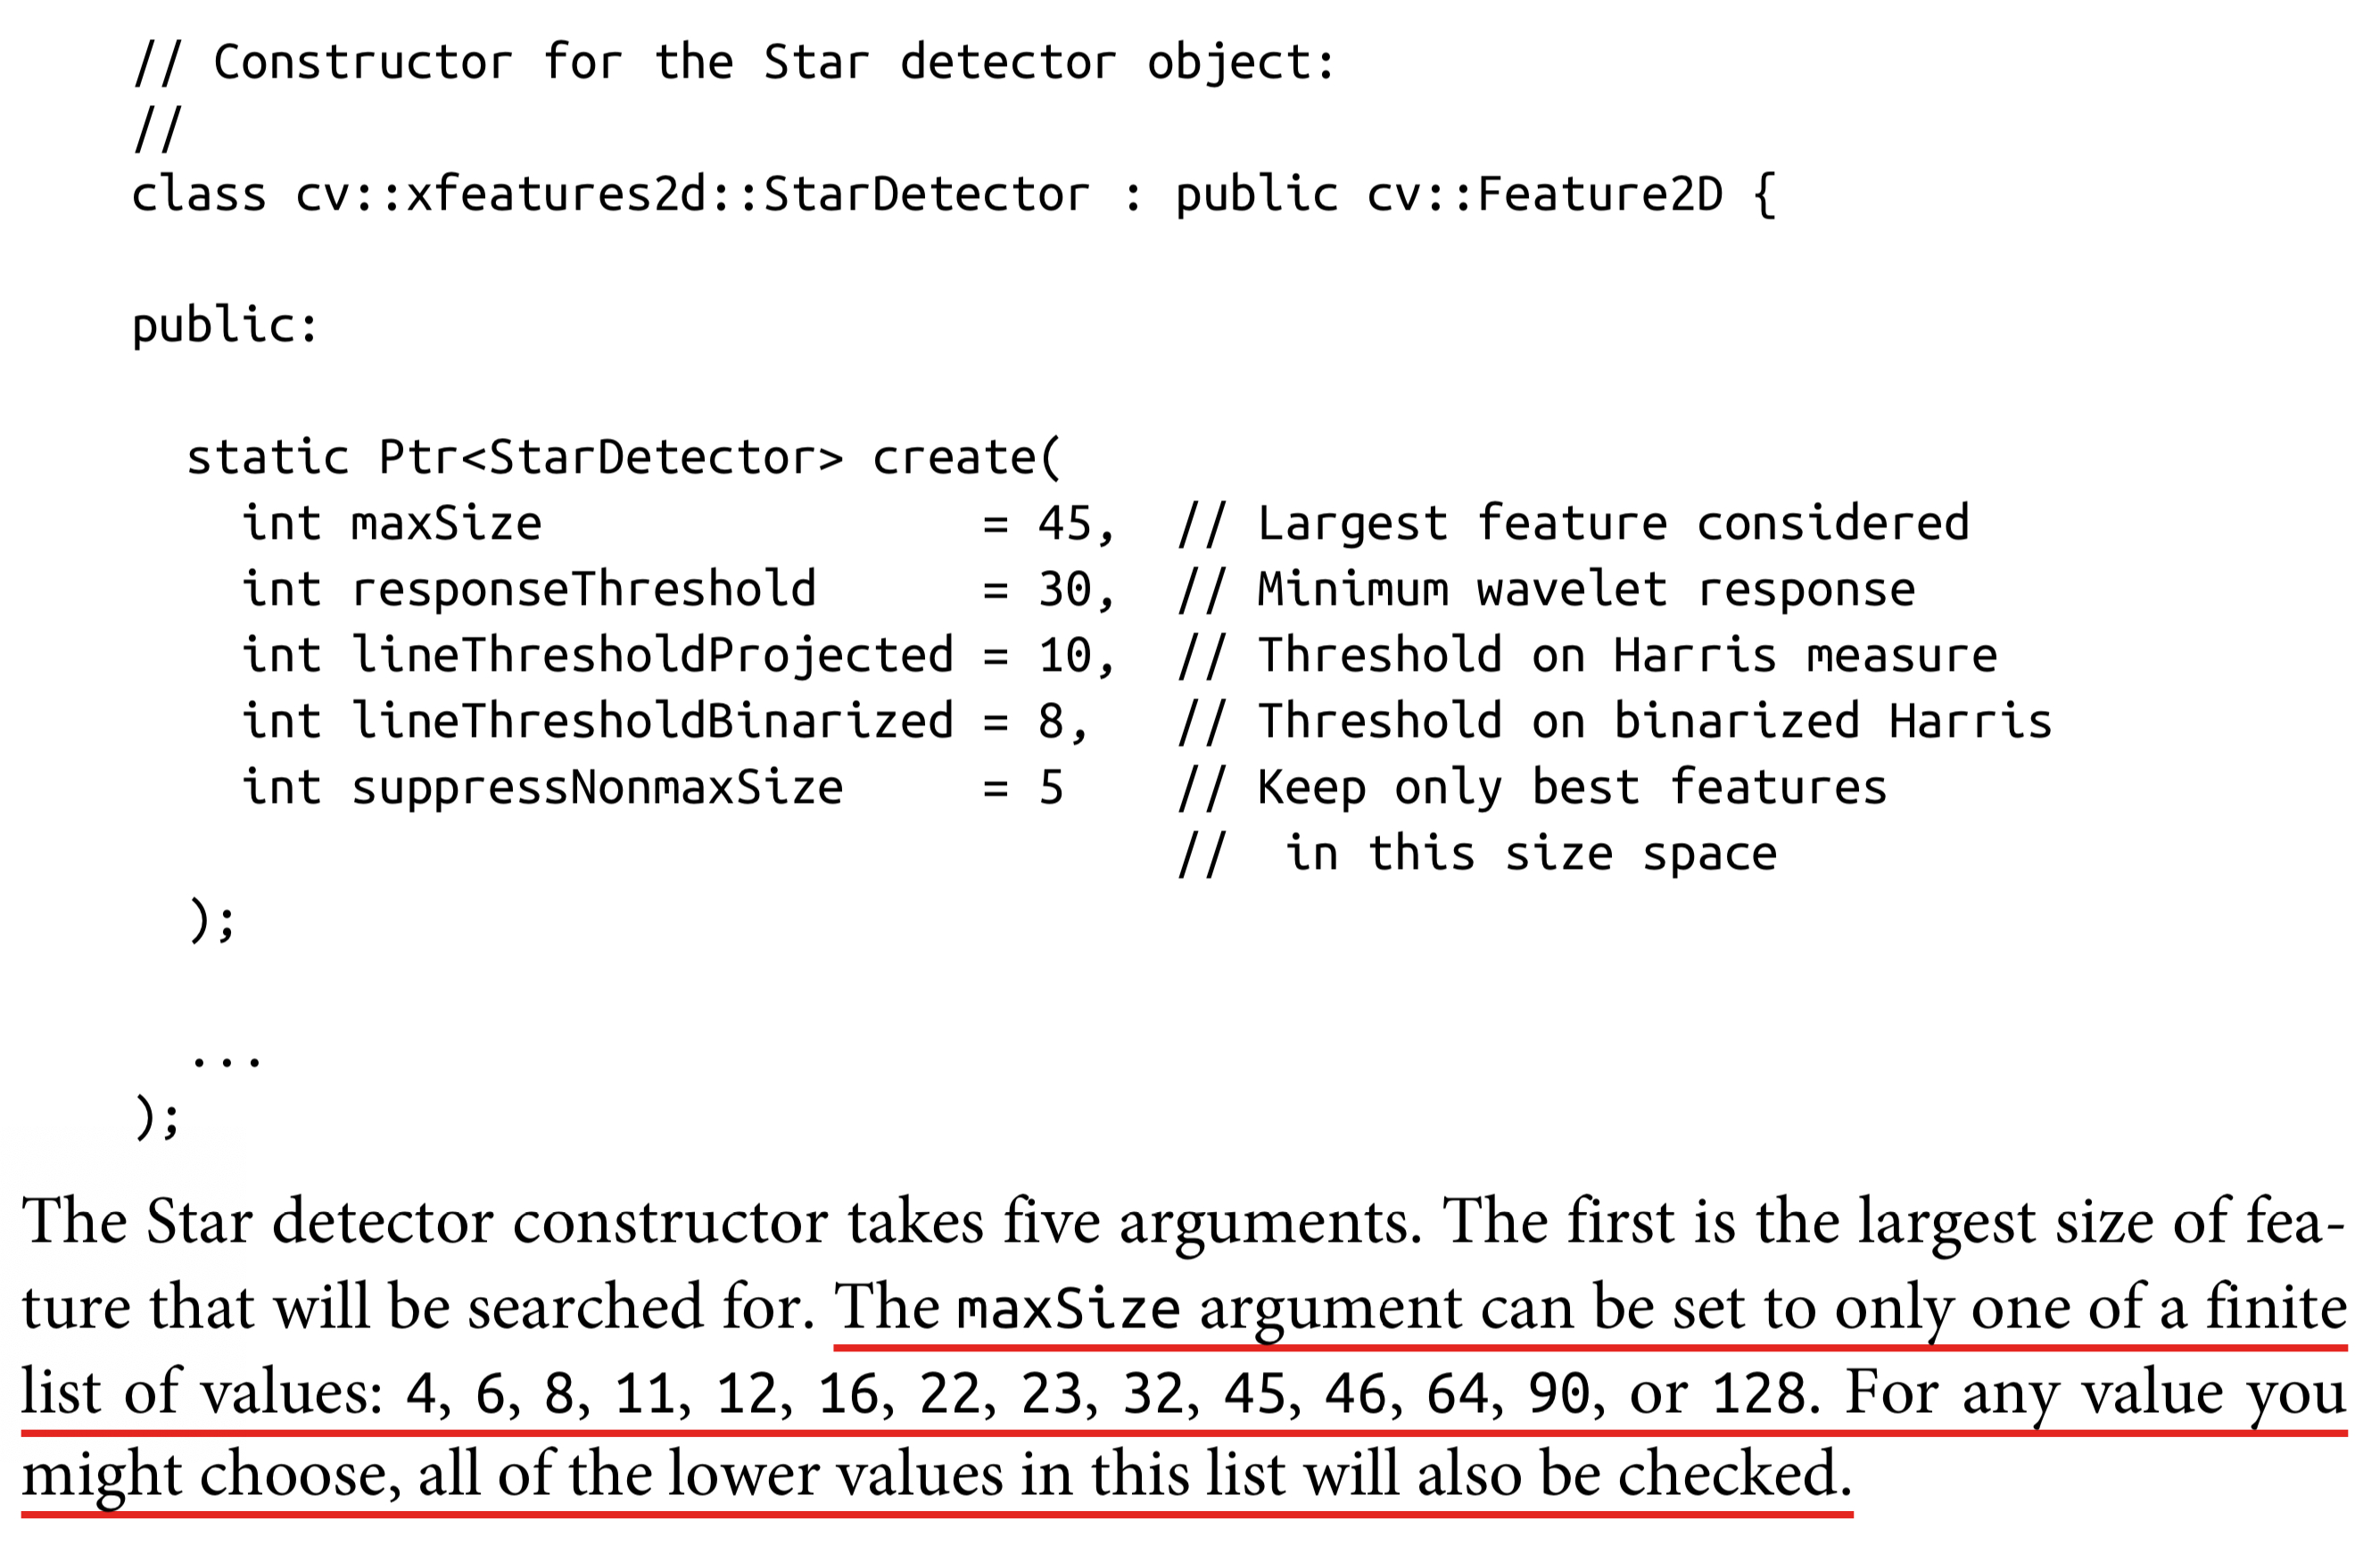 // Constructor for the Star detector object:
//
class cv::xfeatures2d::StarDetector : public cv::Feature2D {
public:
static Ptr<StarDetector> create(
int maxSize = 45, // Largest feature considered
int responseThreshold = 30, // Minimum wavelet response
int lineThresholdProjected = 10, // Threshold on Harris measure
int lineThresholdBinarized = 8, // Threshold on binarized Harris
int suppressNonmaxSize = 5 // Keep only best features
// in this size space
);
...
);
The Star detector constructor takes five arguments. The first is the largest size of fea-
ture that will be searched for. The maxSize argument can be set to only one of a finite
list of values: 4, 6, 8, 11, 12, 16, 22, 23, 32, 45, 46, 64, 90, or 128. For any value you
might choose, all of the lower values in this list will also be checked.